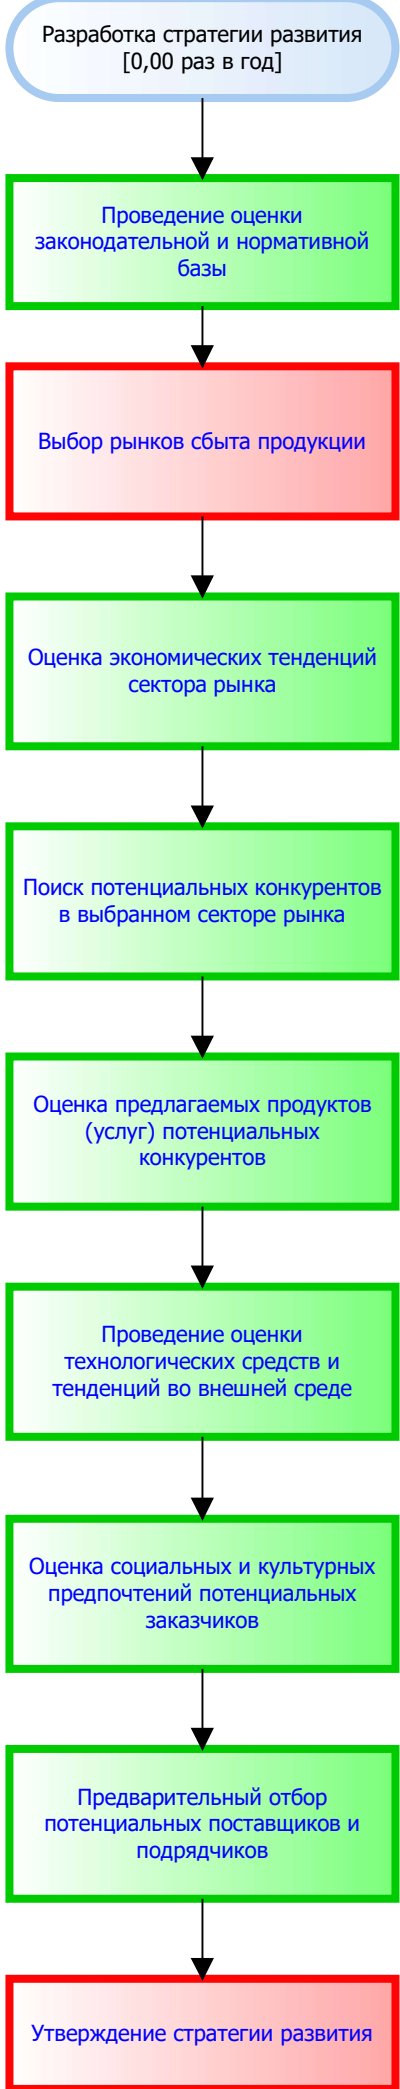 Разработка стратегии развития
[0,00 раз в год]
Проведение оценки
законодательной и нормативной
базы
Выбор рынков сбыта продукции
Оценка экономических тенденций
сектора рынка
Поиск потенциальных конкурентов
в выбранном секторе рынка
Оценка предлагаемых продуктов
(услуг) потенциальных
конкурентов
Проведение оценки
технологических средств и
тенденций во внешней среде
Оценка социальных и культурных
предпочтений потенциальных
заказчиков
Предварительный отбор
потенциальных поставщиков и
подрядчиков
Утверждение стратегии развития